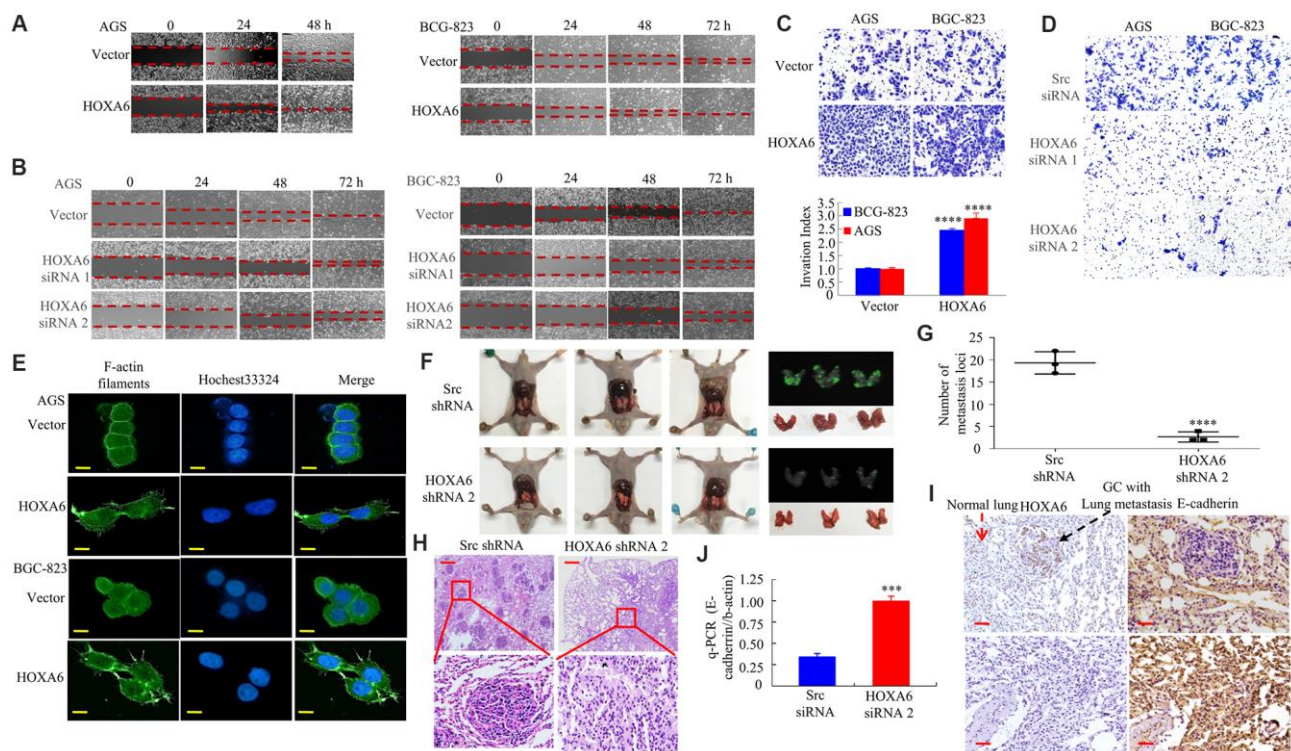 A
AGS
0
24
48 h
Vector
HOXA6
BCG-823
0
24
48
72 h
Vector
HOXA6
B
AGS
0
24
48
72 h
Vector
HOXA6
siRNA 1
HOXA6
siRNA 2
BGC-823
0
24
48
72 h
Vector
HOXA6
siRNA1
HOXA6
siRNA2
C
AGS
BGC-823
Vector
HOXA6
Invation Index
3.5
3.0
2.5
2.0
1.5
1.0
0.5
0.0
BCG-823
AGS
****
****
Vector
HOXA6
D
AGS
BGC-823
Src
siRNA
HOXA6
siRNA 1
HOXA6
siRNA 2
E
F-actin
filaments
Hochest33324
Merge
AGS
Vector
HOXA6
BGC-823
Vector
HOXA6
F
Src
shRNA
HOXA6
shRNA 2
G
Number of
metastasis loci
25
20
15
10
5
0
****
Src
shRNA
HOXA6
shRNA 2
H
Src shRNA
HOXA6 shRNA 2
I
GC with
Normal lung
HOXA6
Lung metastasis
E-cadherin
J
q-PCR (E-
cadherrin//b-actin)
1.25
1.00
0.75
0.50
0.25
0.00
***
Src
siRNA
HOXA6
siRNA 2